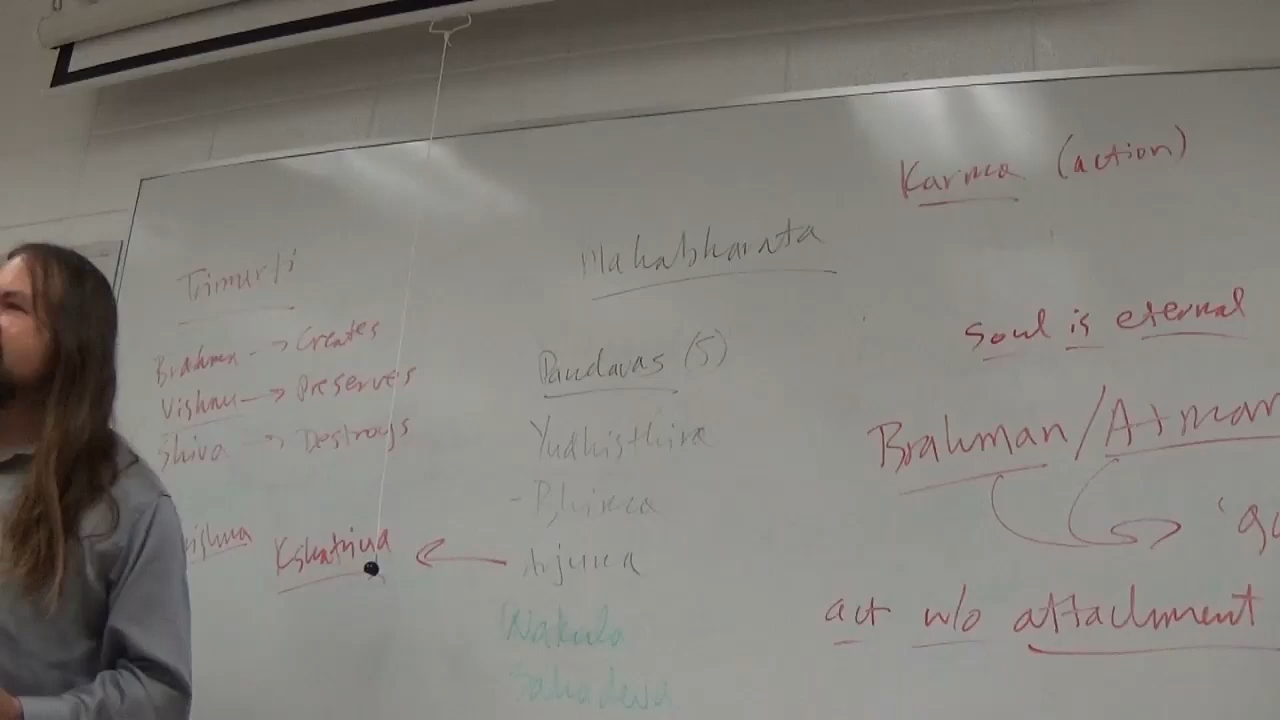 Trimurti
Brahma -> Creates
Vishnu -> Preserves
Shiva -> Destroys
Kshatriya
Mahabharata
Pandavas (5)
Yudhisthira
- Bhima
Arjuna
Nakula
Sahadeva
Karma (action)
Soul is eternal
Brahman/Atman
act w/o attachment